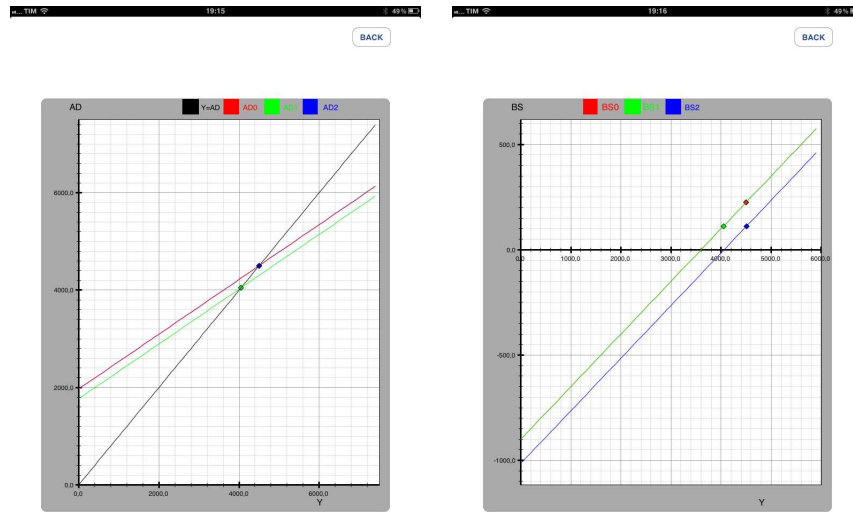 TIM 19:15 49%
BACK
AD Y=AD AD0 AD1 AD2
6000,0
4000,0
2000,0
0,0
0,0 2000,0 4000,0 6000,0
Y
TIM 19:16 49%
BACK
BS BS0 BS1 BS2
500,0
0,0
0,0 1000,0 2000,0 3000,0 4000,0 5000,0 6000,0
-500,0
-1000,0
Y